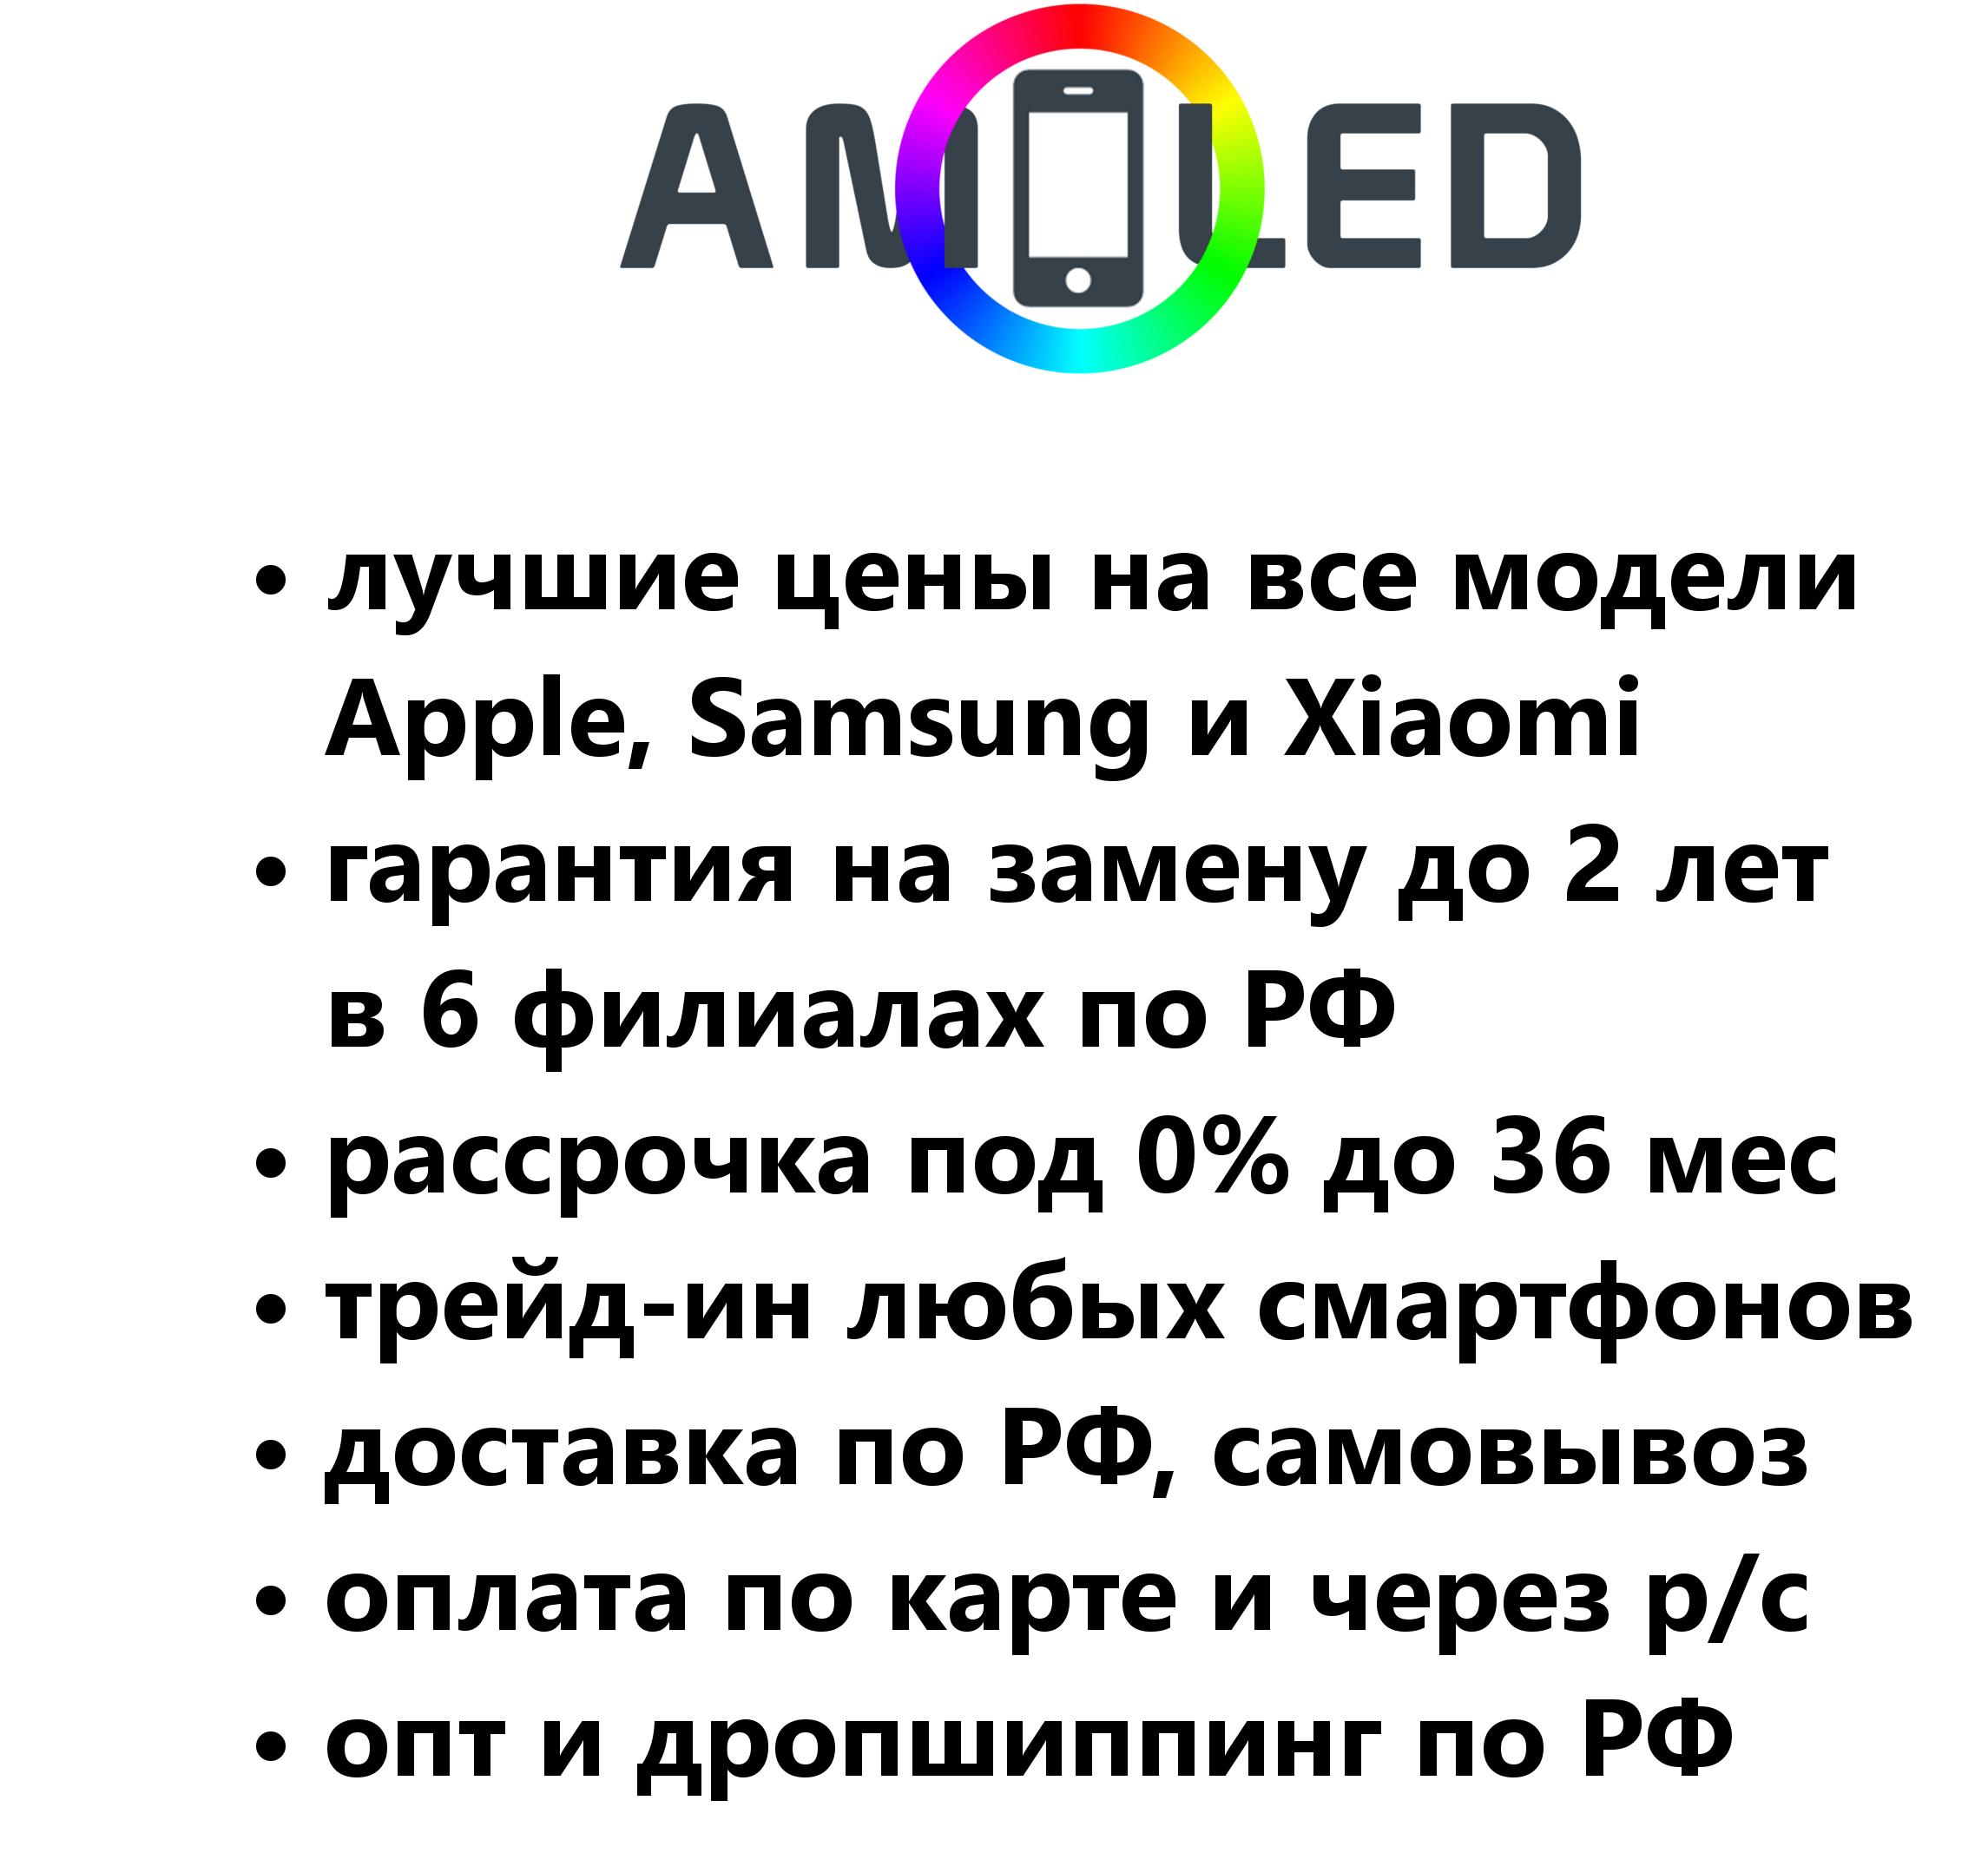 AMOLED
• лучшие цены на все модели
Apple, Samsung и Xiaomi
• гарантия на замену до 2 лет
в 6 филиалах по РФ
• рассрочка под 0% до 36 мес
• трейд-ин любых смартфонов
• доставка по РФ, самовывоз
• оплата по карте и через р/с
• опт и дропшиппинг по РФ